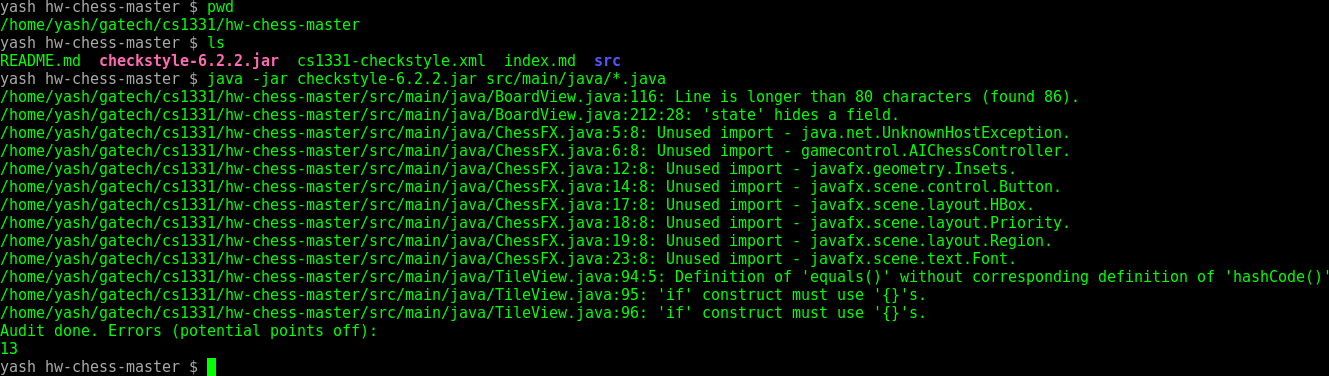 yash hw-chess-master $ pwd
/home/yash/gatech/cs1331/hw-chess-master
yash hw-chess-master $ ls
README.md  checkstyle-6.2.2.jar  cs1331-checkstyle.xml  index.md  src
yash hw-chess-master $ java -jar checkstyle-6.2.2.jar src/main/java/*.java
/home/yash/gatech/cs1331/hw-chess-master/src/main/java/BoardView.java:116: Line is longer than 80 characters (found 86).
/home/yash/gatech/cs1331/hw-chess-master/src/main/java/BoardView.java:212:28: 'state' hides a field.
/home/yash/gatech/cs1331/hw-chess-master/src/main/java/ChessFX.java:5:8: Unused import - java.net.UnknownHostException.
/home/yash/gatech/cs1331/hw-chess-master/src/main/java/ChessFX.java:6:8: Unused import - gamecontrol.AIChessController.
/home/yash/gatech/cs1331/hw-chess-master/src/main/java/ChessFX.java:12:8: Unused import - javafx.geometry.Insets.
/home/yash/gatech/cs1331/hw-chess-master/src/main/java/ChessFX.java:14:8: Unused import - javafx.scene.control.Button.
/home/yash/gatech/cs1331/hw-chess-master/src/main/java/ChessFX.java:17:8: Unused import - javafx.scene.layout.HBox.
/home/yash/gatech/cs1331/hw-chess-master/src/main/java/ChessFX.java:18:8: Unused import - javafx.scene.layout.Priority.
/home/yash/gatech/cs1331/hw-chess-master/src/main/java/ChessFX.java:19:8: Unused import - javafx.scene.layout.Region.
/home/yash/gatech/cs1331/hw-chess-master/src/main/java/ChessFX.java:23:8: Unused import - javafx.scene.text.Font.
/home/yash/gatech/cs1331/hw-chess-master/src/main/java/TileView.java:94:5: Definition of 'equals()' without corresponding definition of 'hashCode()'
/home/yash/gatech/cs1331/hw-chess-master/src/main/java/TileView.java:95: 'if' construct must use '{}'s.
/home/yash/gatech/cs1331/hw-chess-master/src/main/java/TileView.java:96: 'if' construct must use '{}'s.
Audit done. Errors (potential points off):
13
yash hw-chess-master $